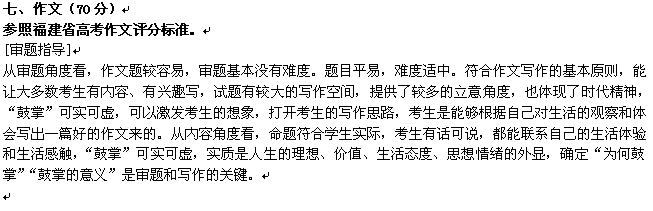 七、作文（70 分）
参照福建省高考作文评分标准。
[审题指导]
从审题角度看，作文题较容易，审题基本没有难度。题目平易，难度适中。符合作文写作的基本原则，能
让大多数考生有内容、有兴趣写，试题有较大的写作空间，提供了较多的立意角度，也体现了时代精神，
“鼓掌”可实可虚，可以激发考生的想象，打开考生的写作思路，考生是能够根据自己对生活的观察和体
会写出一篇好的作文来的。从内容角度看，命题符合学生实际，考生有话可说，都能联系自己的生活体验
和生活感触，“鼓掌”可实可虚，实质是人生的理想、价值、生活态度、思想情绪的外显，确定“为何鼓
掌”“鼓掌的意义”是审题和写作的关键。